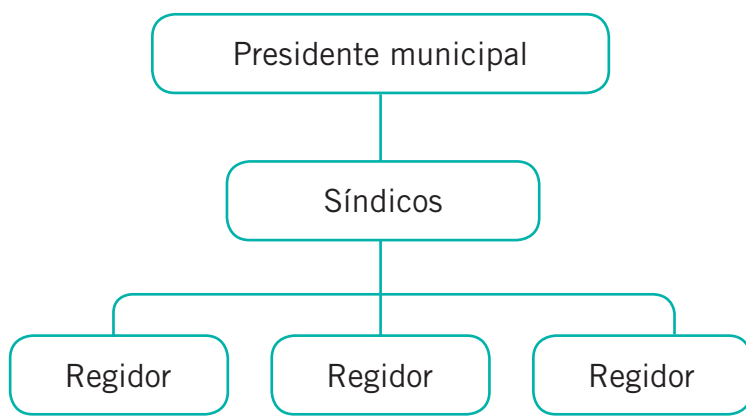 Presidente municipal
Síndicos
Regidor
Regidor
Regidor